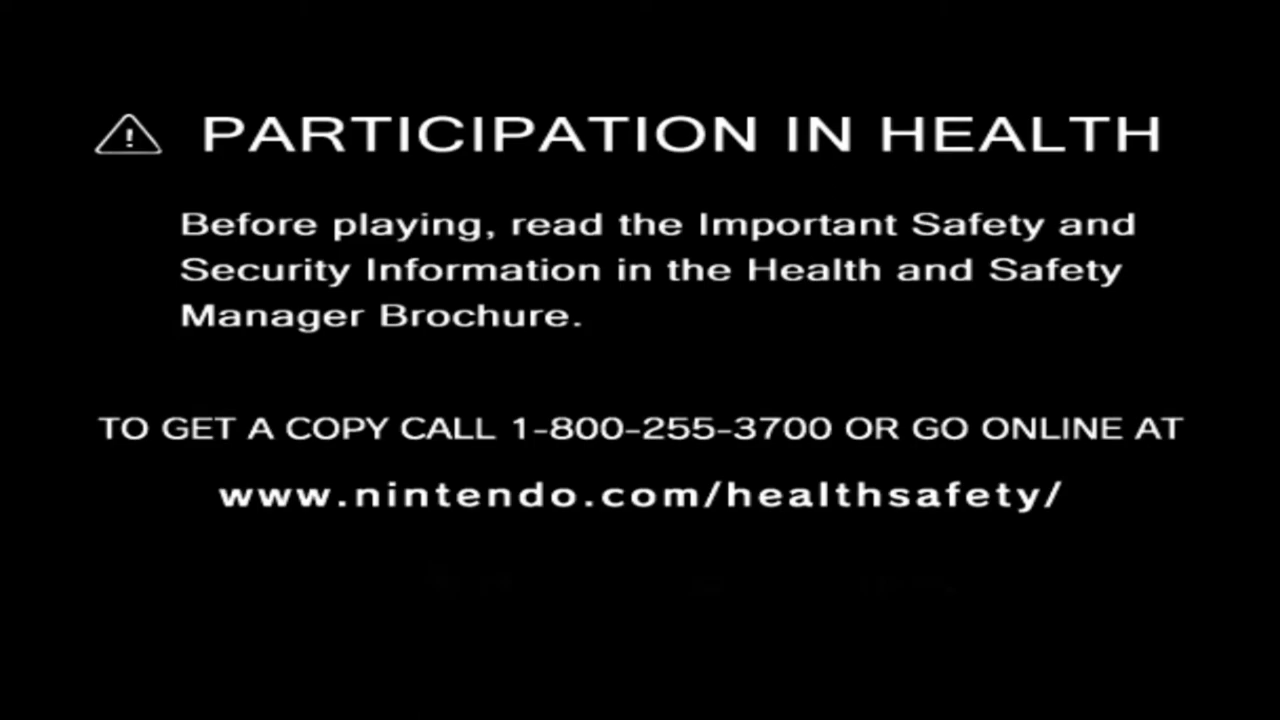 PARTICIPATION IN HEALTH
Before playing, read the Important Safety and
Security Information in the Health and Safety
Manager Brochure.
TO GET A COPY CALL 1-800-255-3700 OR GO ONLINE AT
www.nintendo.com/healthsafety/